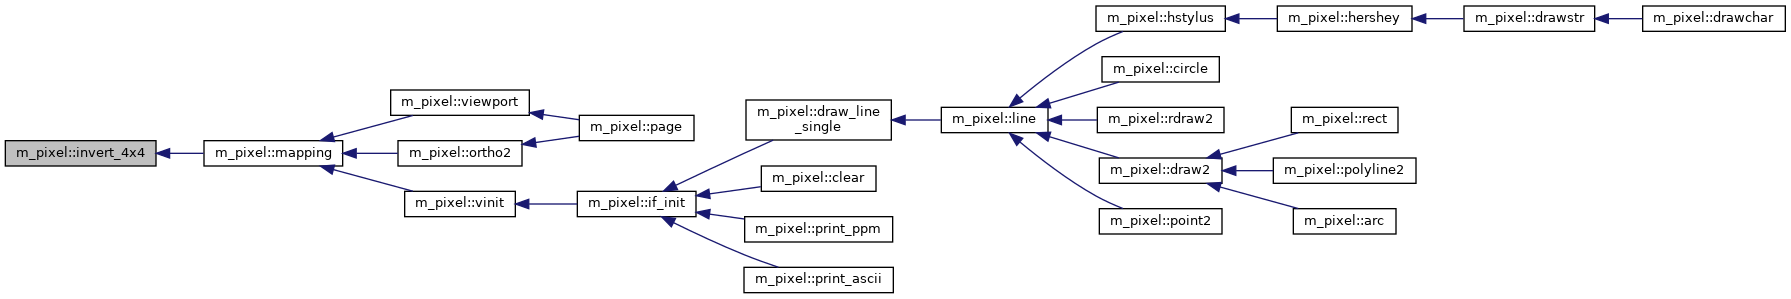 m_pixel::invert_4x4
m_pixel::mapping
m_pixel::viewport
m_pixel::page
m_pixel::ortho2
m_pixel::vinit
m_pixel::if_init
m_pixel::draw_line
_single
m_pixel::line
m_pixel::hstylus
m_pixel::hershey
m_pixel::drawstr
m_pixel::drawchar
m_pixel::circle
m_pixel::rdraw2
m_pixel::draw2
m_pixel::rect
m_pixel::polyline2
m_pixel::arc
m_pixel::point2
m_pixel::clear
m_pixel::print_ppm
m_pixel::print_ascii